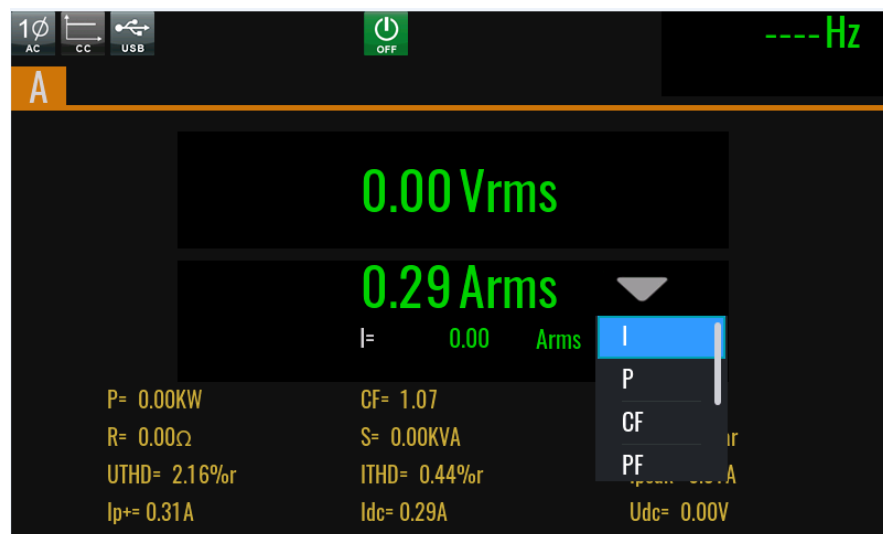 1Ø AC CC USB OFF ----Hz
A
0.00 Vrms
0.29 Arms
I= 0.00 Arms
I
P
CF
PF
P= 0.00KW CF= 1.07
R= 0.00Ω S= 0.00KVA
UTHD= 2.16%r ITHD= 0.44%r
Ip+= 0.31A Idc= 0.29A Udc= 0.00V